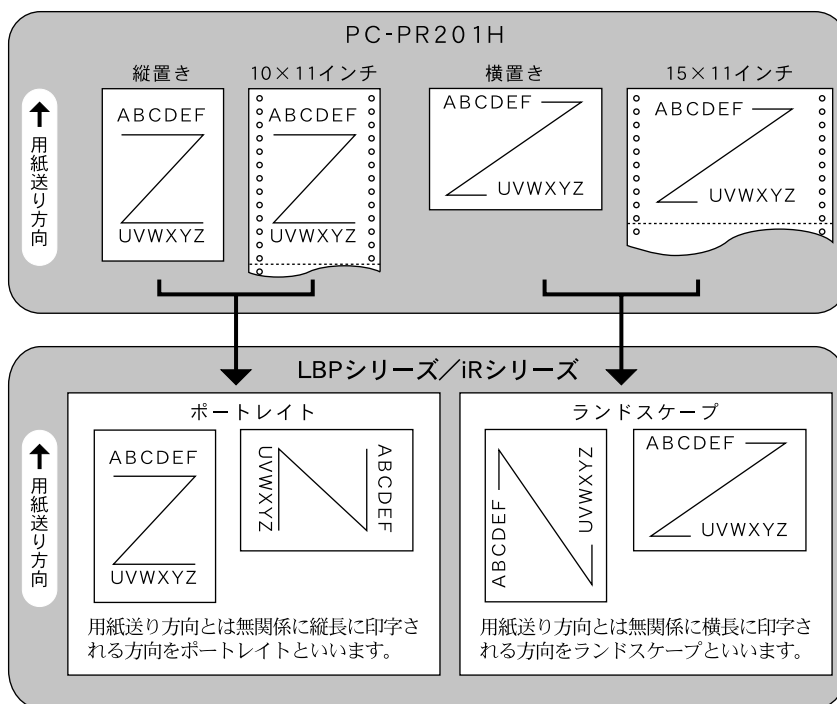 PC-PR201H
縦置き
10×11インチ
横置き
15×11インチ
用紙送り方向
ABCDEF
UVWXYZ
ABCDEF
UVWXYZ
ABCDEF
UVWXYZ
ABCDEF
UVWXYZ
LBPシリーズ／iRシリーズ
用紙送り方向
ポートレイト
ABCDEF
UVWXYZ
ABCDEF
UVWXYZ
用紙送り方向とは無関係に縦長に印字さ
れる方向をポートレイトといいます。
ランドスケープ
ABCDEF
UVWXYZ
ABCDEF
UVWXYZ
用紙送り方向とは無関係に横長に印字さ
れる方向をランドスケープといいます。